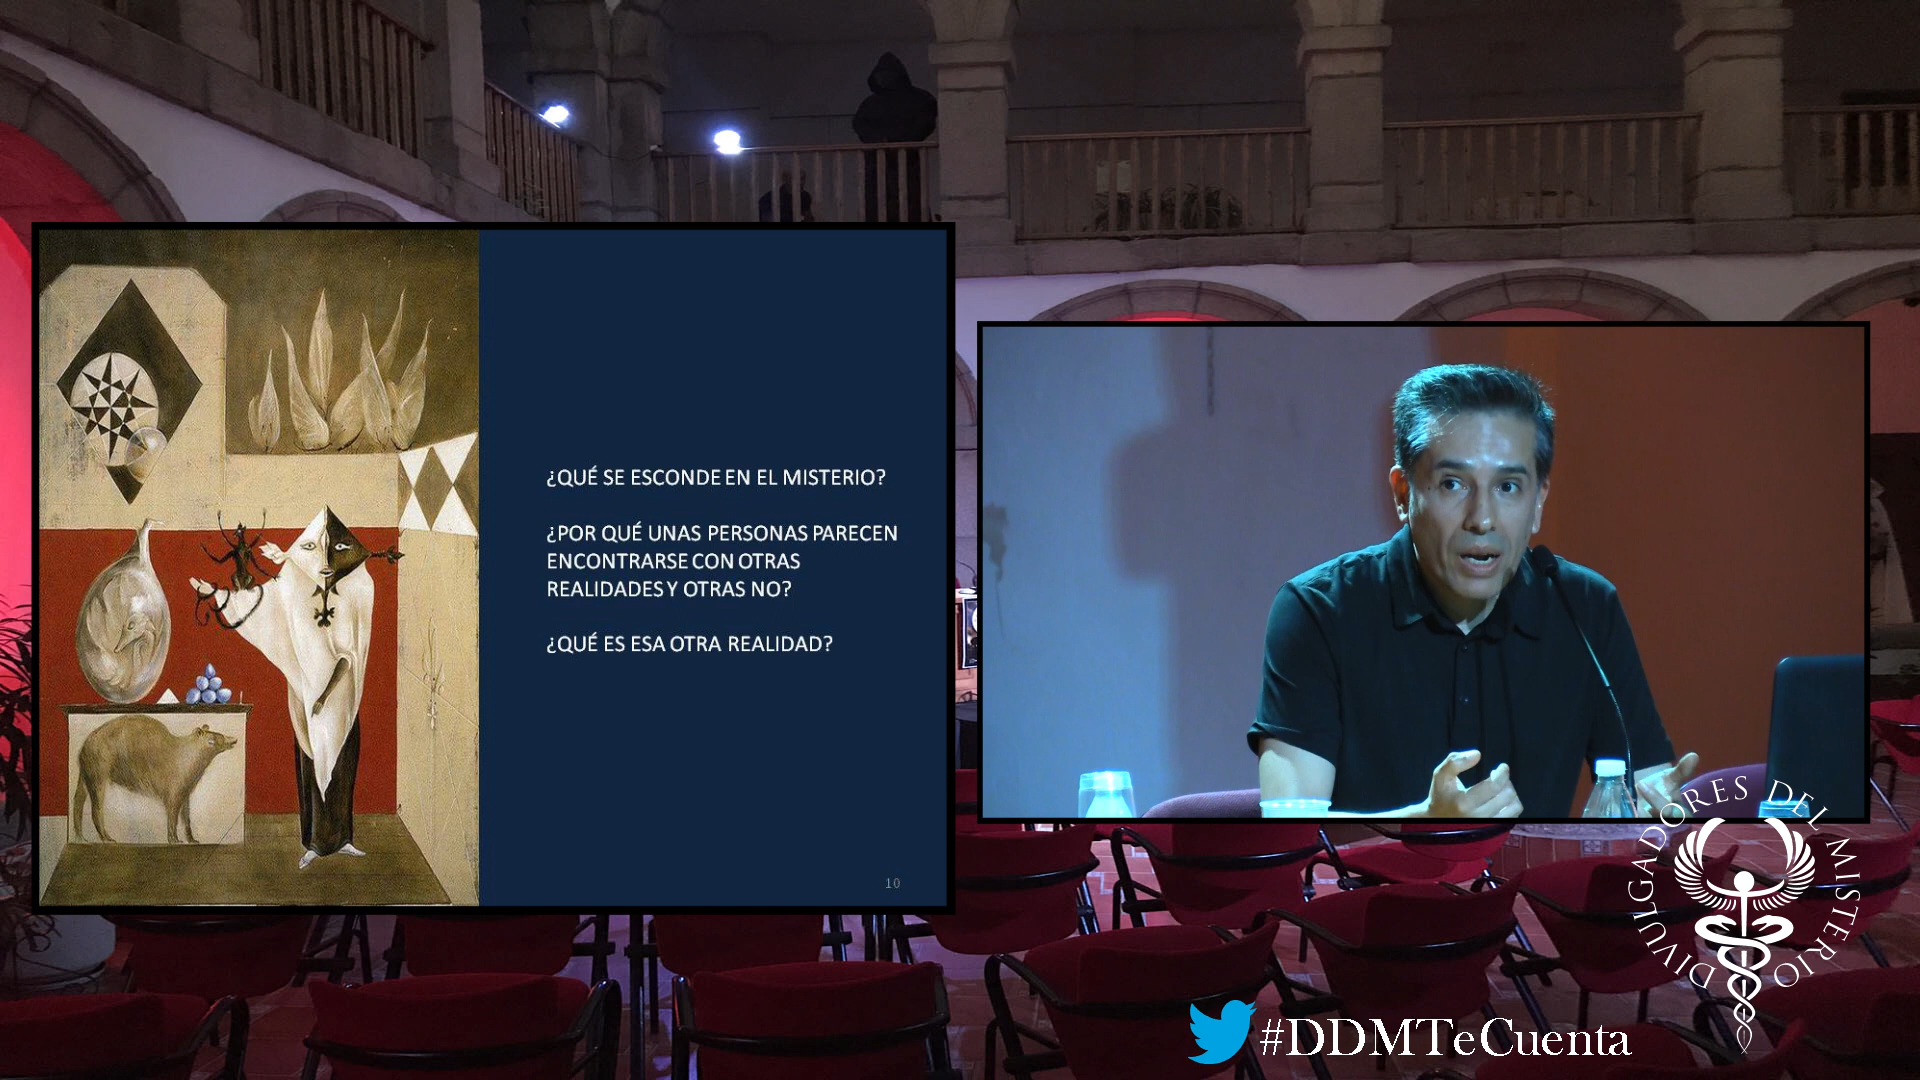 ¿QUÉ SE ESCONDE EN EL MISTERIO?
¿POR QUÉ UNAS PERSONAS PARECEN
ENCONTRARSE CON OTRAS
REALIDADES Y OTRAS NO?
¿QUÉ ES ESA OTRA REALIDAD?
10
DIVULGADORES DEL MISTERIO
#DDMTeCuenta